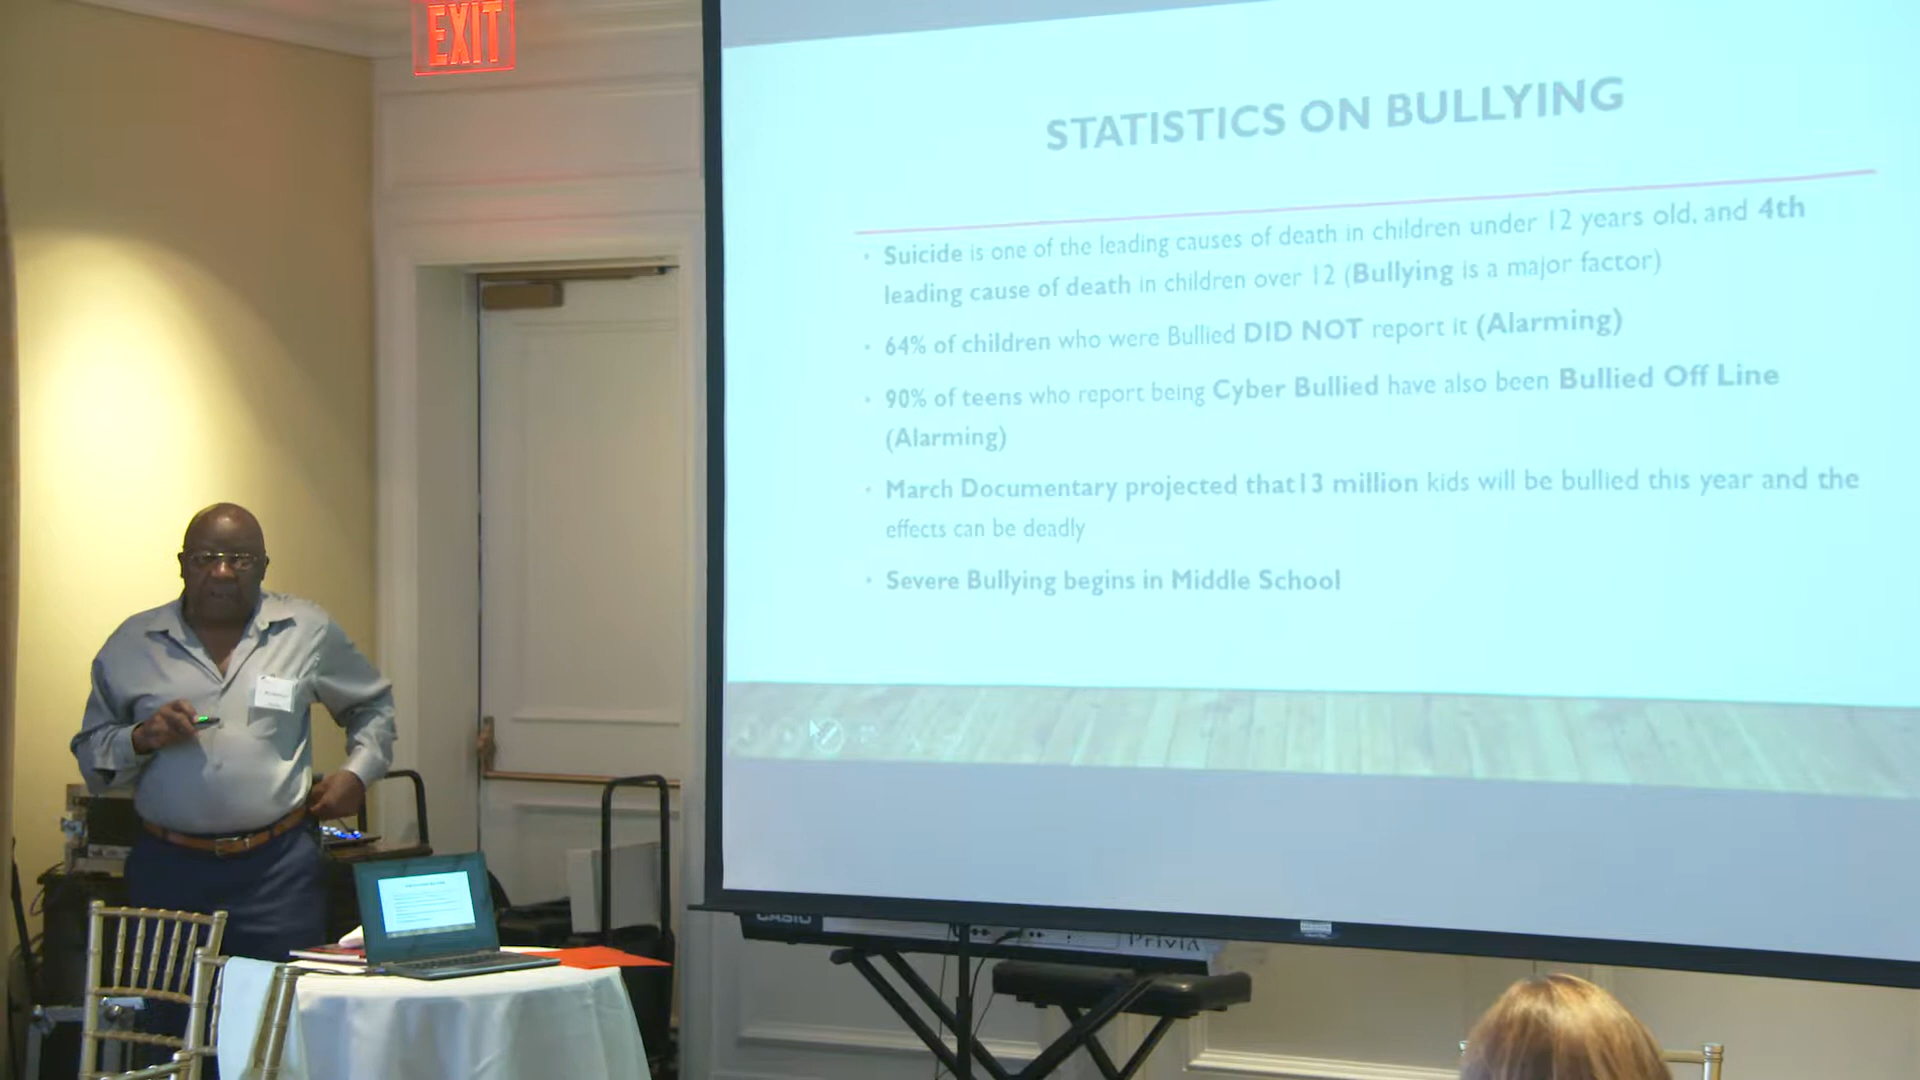 EXIT
STATISTICS ON BULLYING
• Suicide is one of the leading causes of death in children under 12 years old, and 4th
leading cause of death in children over 12 (Bullying is a major factor)
• 64% of children who were Bullied DID NOT report it (Alarming)
• 90% of teens who report being Cyber Bullied have also been Bullied Off Line
(Alarming)
• March Documentary projected that13 million kids will be bullied this year and the
effects can be deadly
• Severe Bullying begins in Middle School
CASIO
Privia